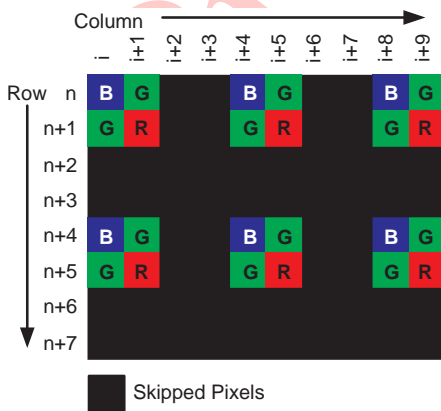 Column
i i+1 i+2 i+3 i+4 i+5 i+6 i+7 i+8 i+9
Row n B G B G B G
n+1 G R G R G R
n+2
n+3
n+4 B G B G B G
n+5 G R G R G R
n+6
n+7
Skipped Pixels